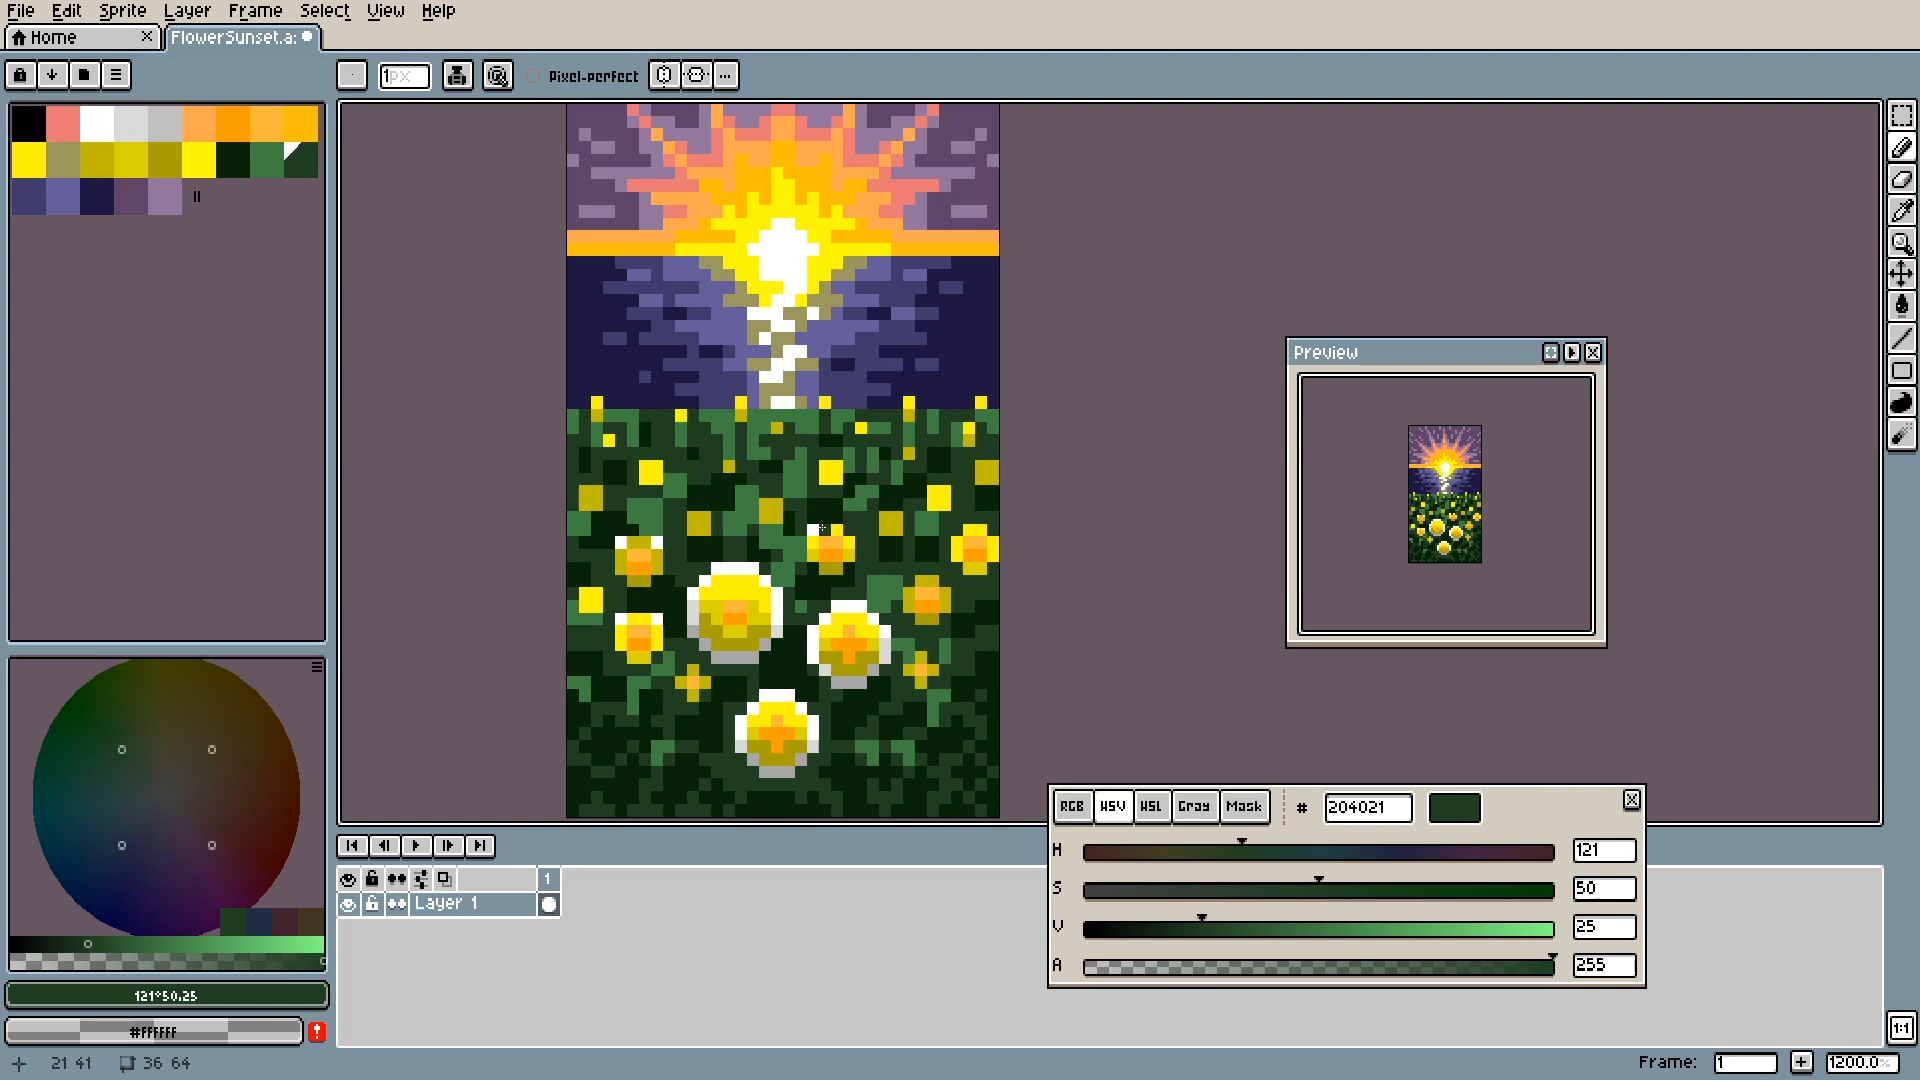 File Edit Sprite Layer Frame Select View Help
Home
FlowerSunset.a:
1px
Pixel-perfect
...
Preview
RGB HSV HSL Gray Mask # 204021
H 121
S 50
V 25
A 255
1
Layer 1
121°50.25
#FFFFFF
!
1:1
21 41 36 64
Frame: 1 + 1200.0%